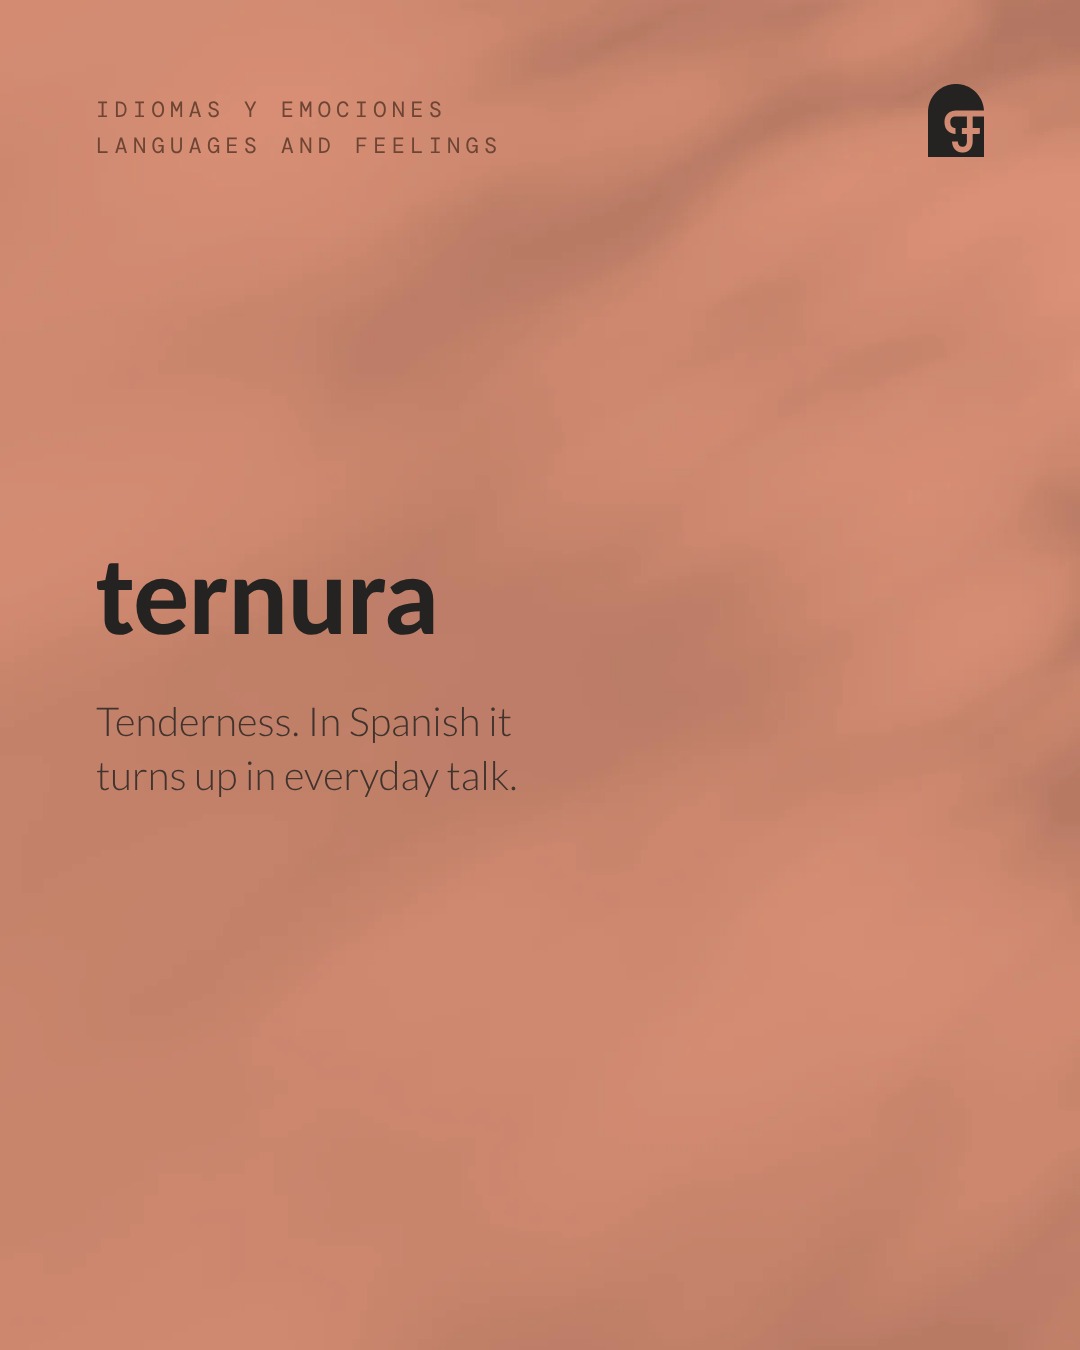 IDIOMAS Y EMOCIONES
LANGUAGES AND FEELINGS
ternura
Tenderness. In Spanish it
turns up in everyday talk.